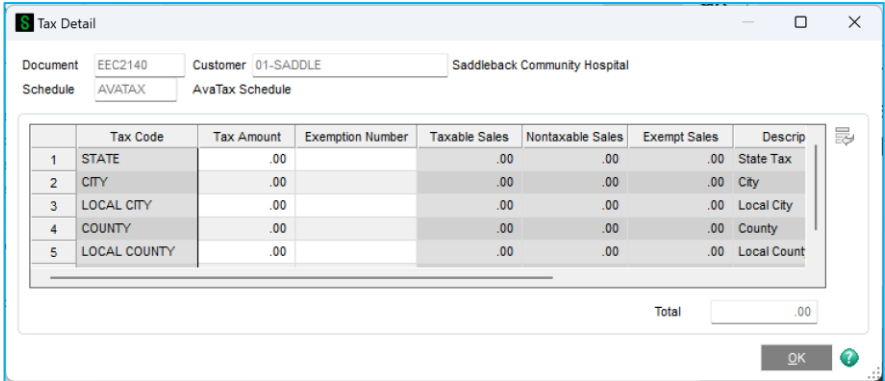 S Tax Detail
Document EEC2140 Customer 01-SADDLE Saddleback Community Hospital
Schedule AVATAX AvaTax Schedule
Tax Code Tax Amount Exemption Number Taxable Sales Nontaxable Sales Exempt Sales Descrip
1 STATE .00 .00 .00 .00 State Tax
2 CITY .00 .00 .00 .00 City
3 LOCAL CITY .00 .00 .00 .00 Local City
4 COUNTY .00 .00 .00 .00 County
5 LOCAL COUNTY .00 .00 .00 .00 Local Count
Total .00
OK ?